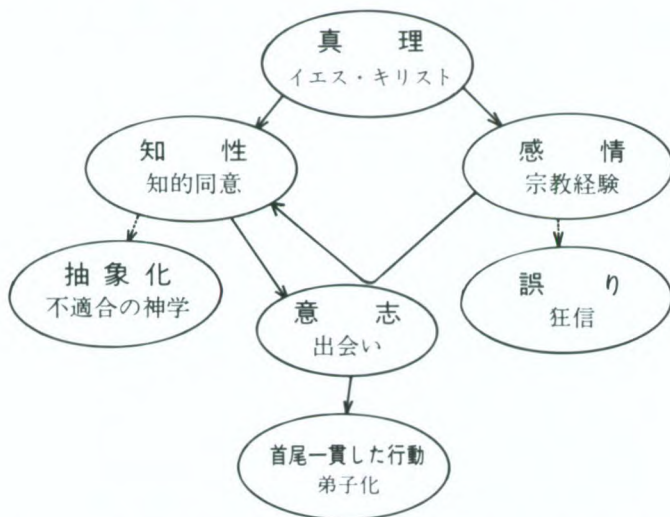 真理
イエス・キリスト
知性
知的同意
感情
宗教経験
抽象化
不適合の神学
意志
出会い
誤り
狂信
首尾一貫した行動
弟子化